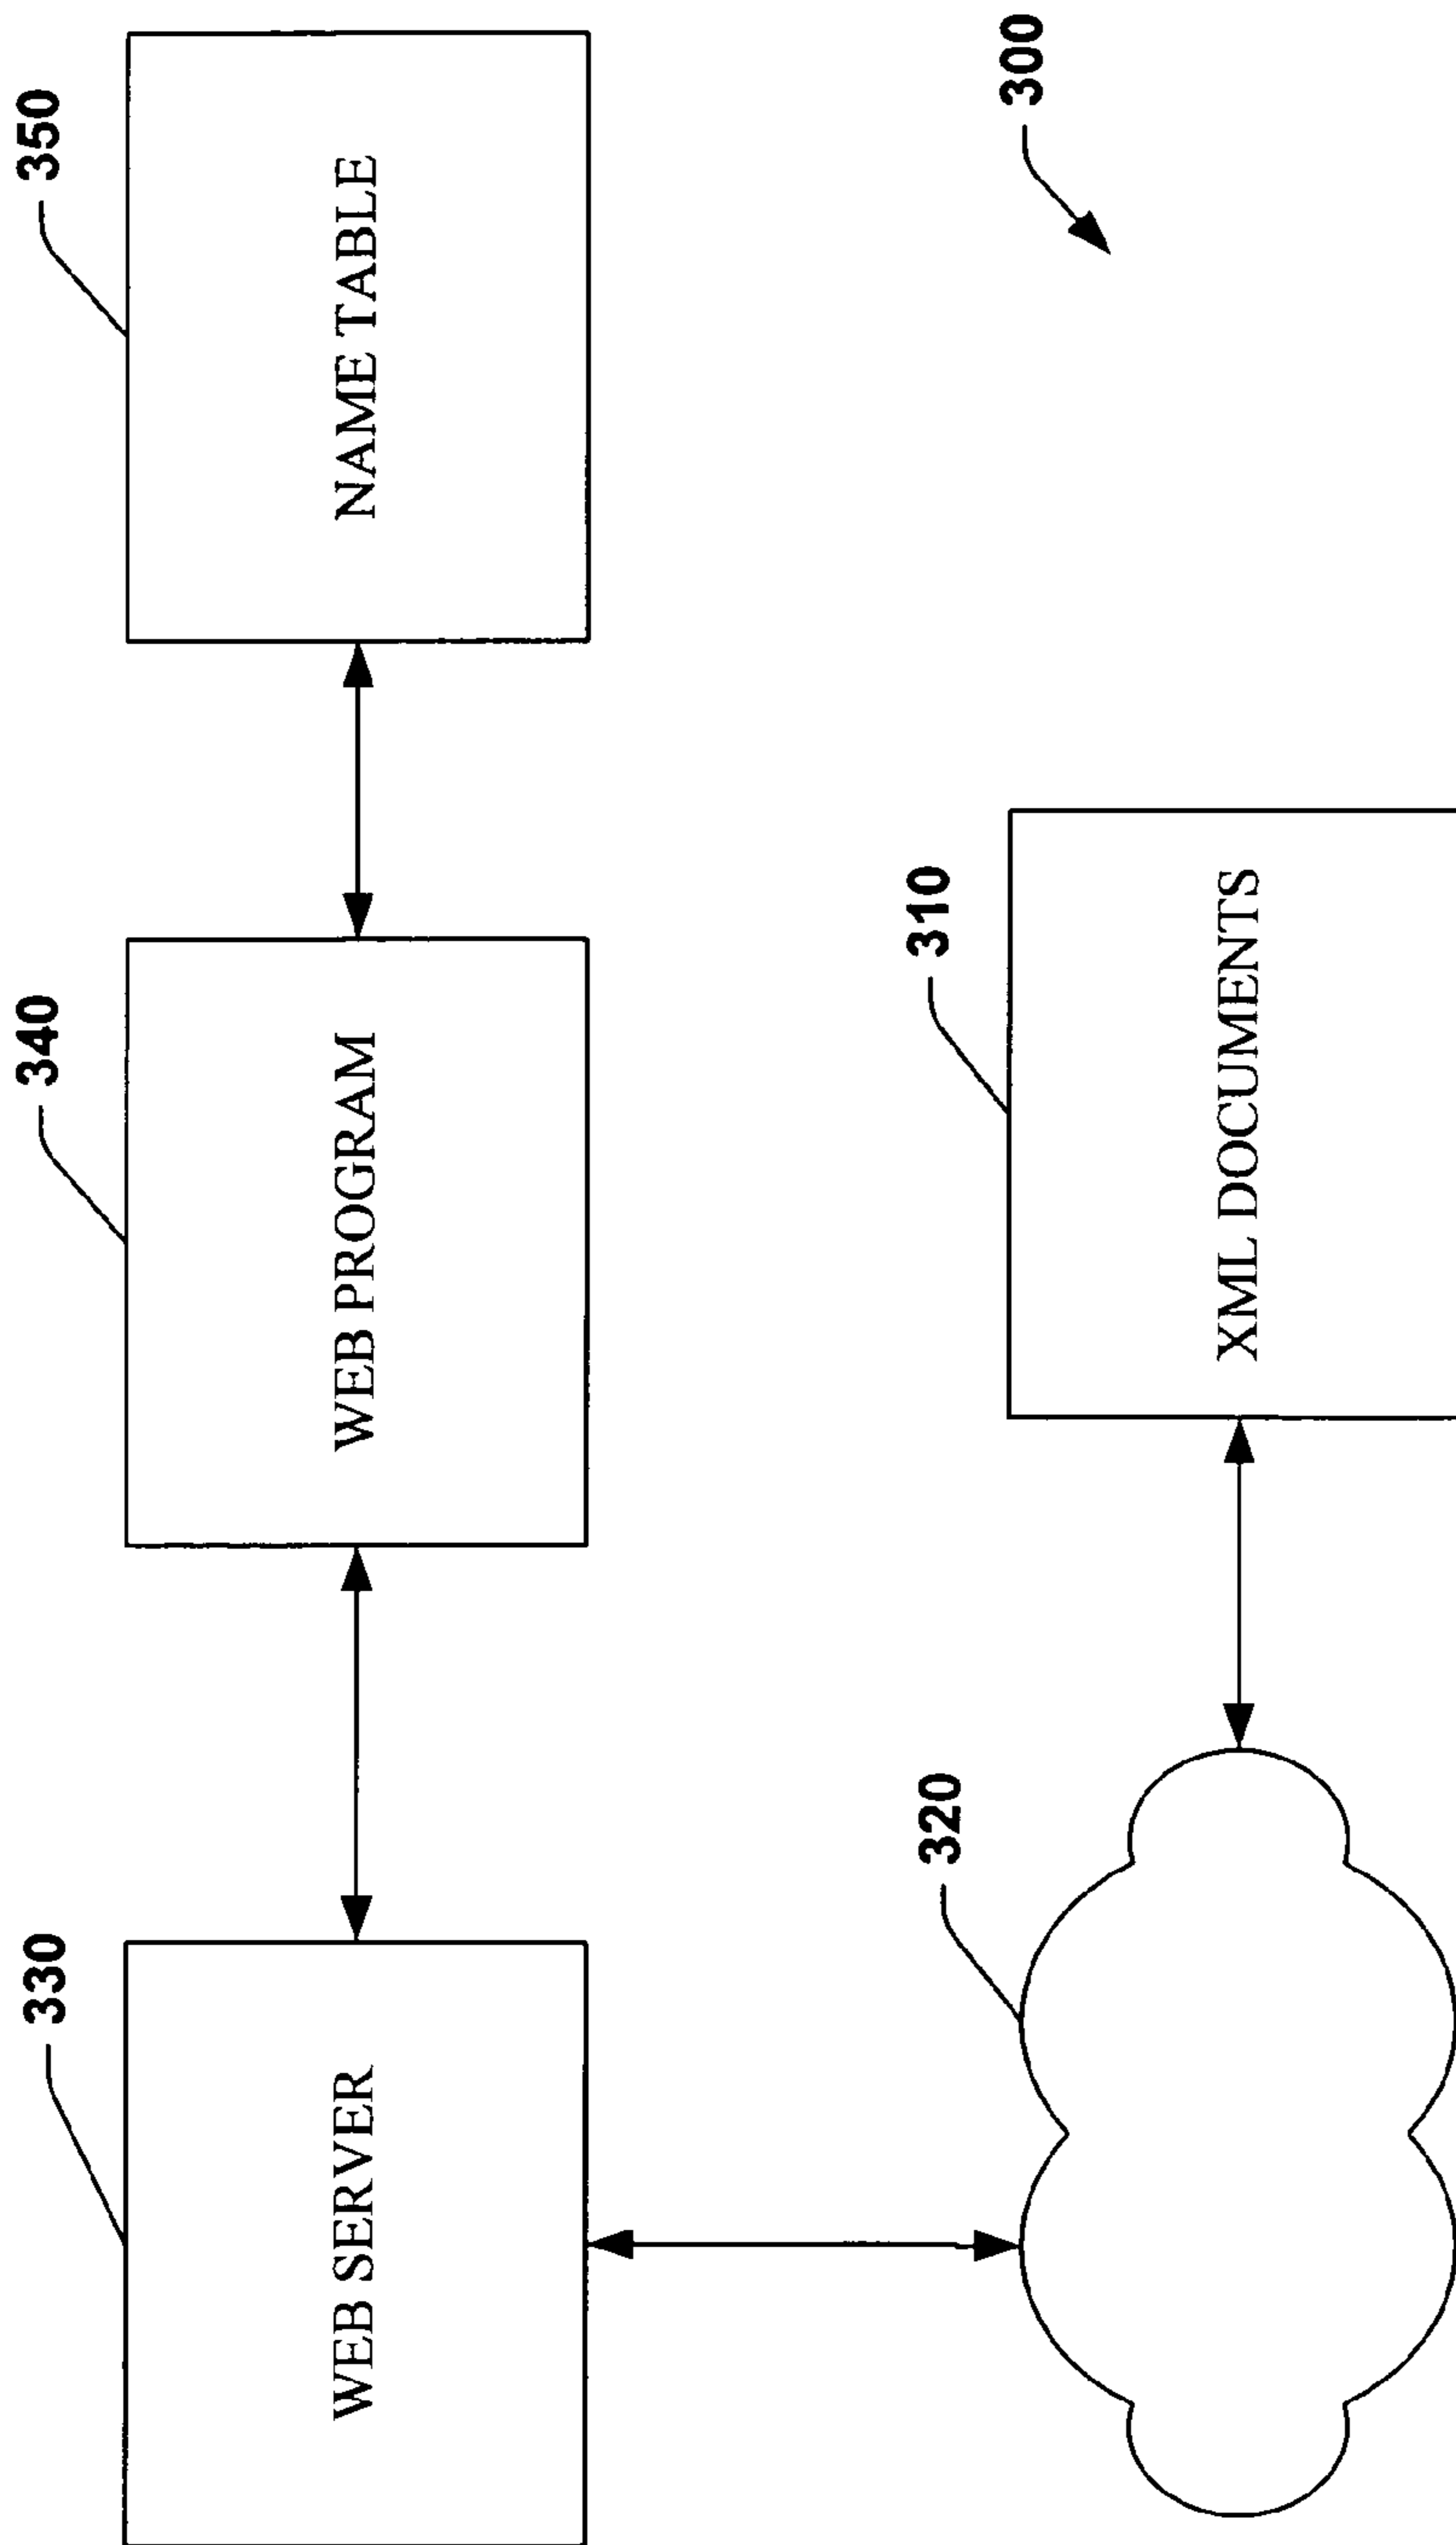 330
WEB SERVER
340
WEB PROGRAM
350
NAME TABLE
320
310
XML DOCUMENTS
300